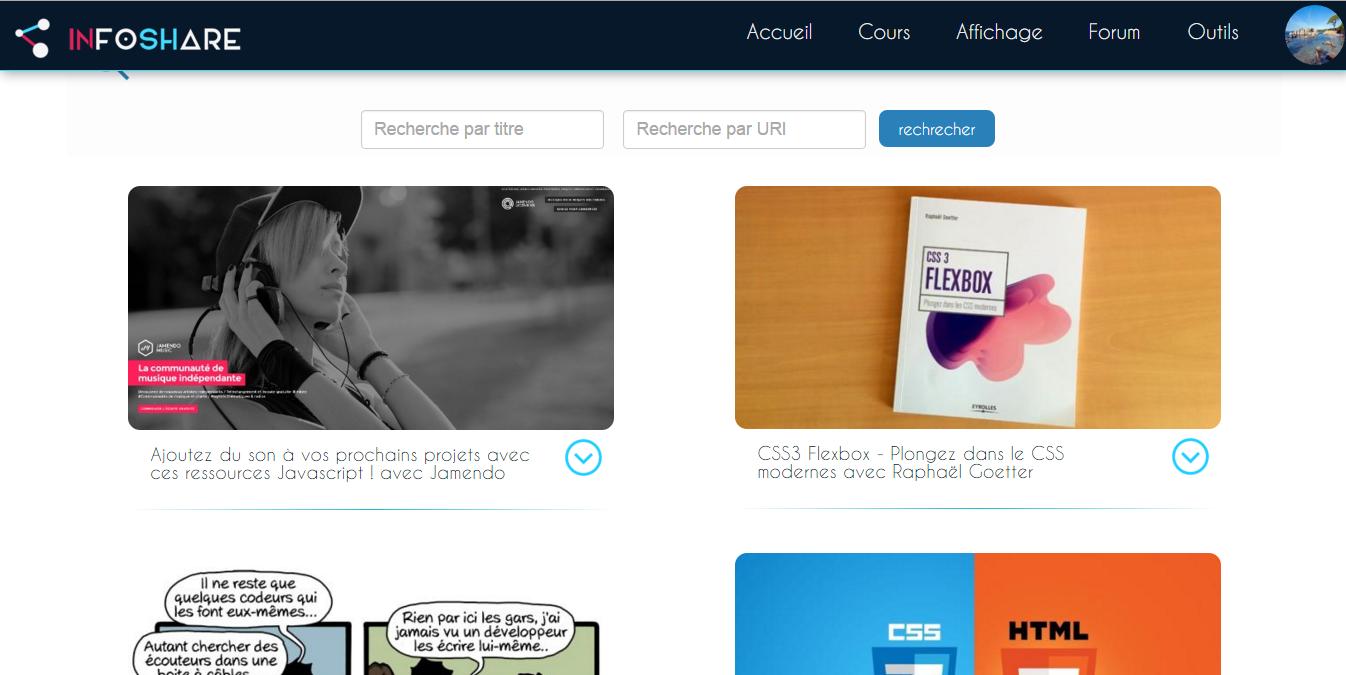 INFOSHARE
Accueil Cours Affichage Forum Outils
Recherche par titre
Recherche par URl
rechrecher
JAMENDO
MUSIC
La communauté de
musique indépendante
Ajoutez du son à vos prochains projets avec
ces ressources Javascript ! avec Jamendo
Raphaël Goetter
CSS 3
FLEXBOX
Plongez dans les CSS modernes
EYROLLES
CSS3 Flexbox - Plongez dans le CSS
modernes avec Raphaël Goetter
Il ne reste que
quelques codeurs qui
les font eux-mêmes...
Autant chercher des
écouteurs dans une
boite à câbles
Rien par ici les gars, j'ai
jamais vu un développeur
les écrire lui-même..
CSS
HTML